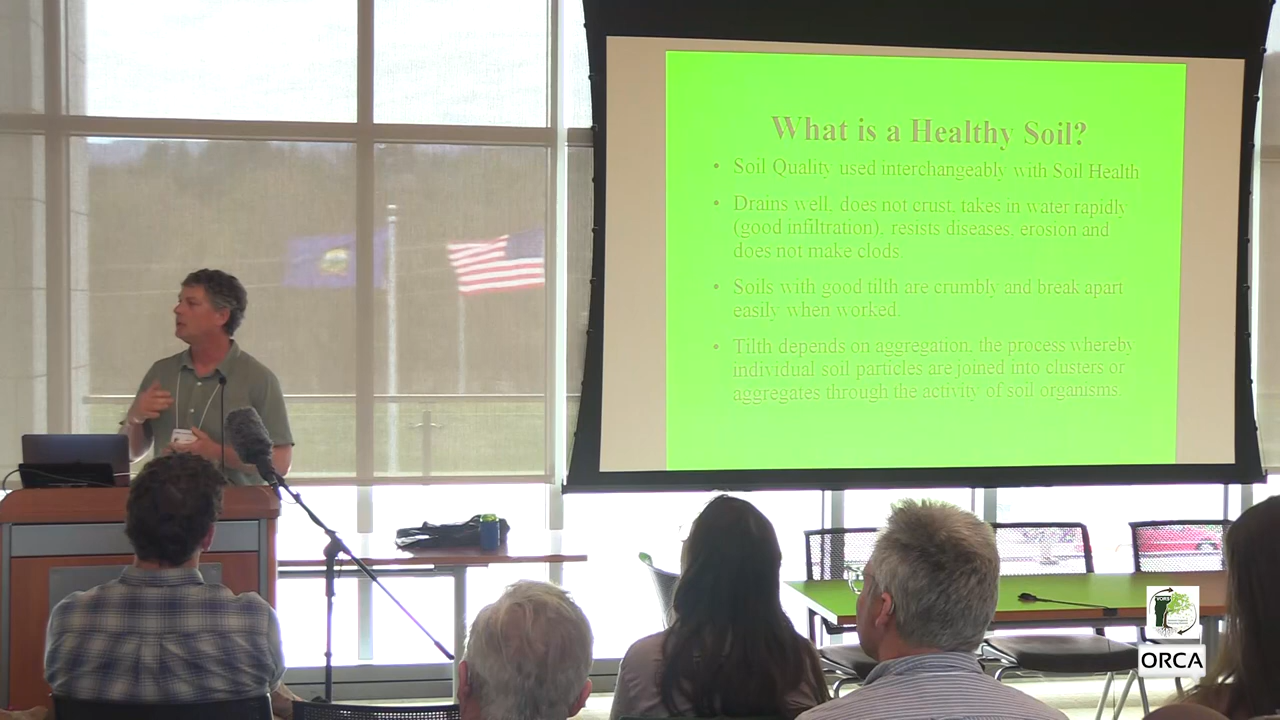 What is a Healthy Soil?
• Soil Quality used interchangeably with Soil Health
• Drains well, does not crust, takes in water rapidly
(good infiltration), resists diseases, erosion and
does not make clods.
• Soils with good tilth are crumbly and break apart
easily when worked.
• Tilth depends on aggregation, the process whereby
individual soil particles are joined into clusters or
aggregates through the activity of soil organisms.
ORCA